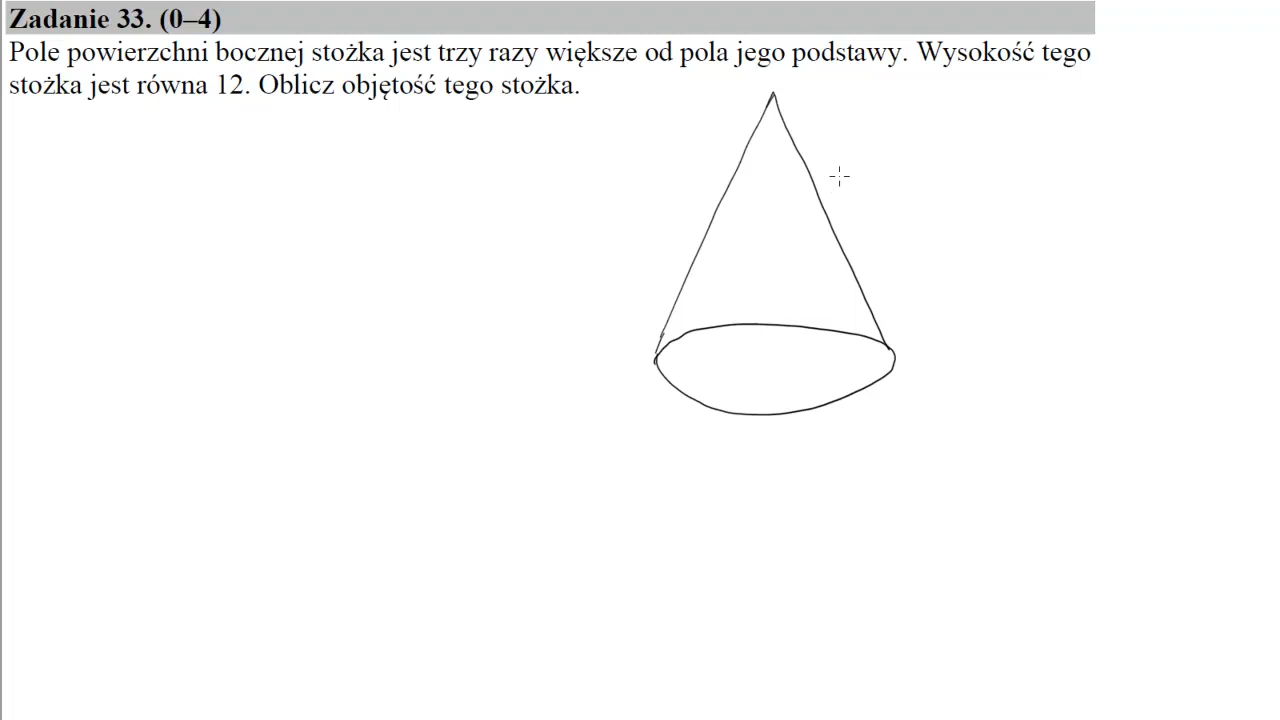 Zadanie 33. (0–4)
Pole powierzchni bocznej stożka jest trzy razy większe od pola jego podstawy. Wysokość tego
stożka jest równa 12. Oblicz objętość tego stożka.